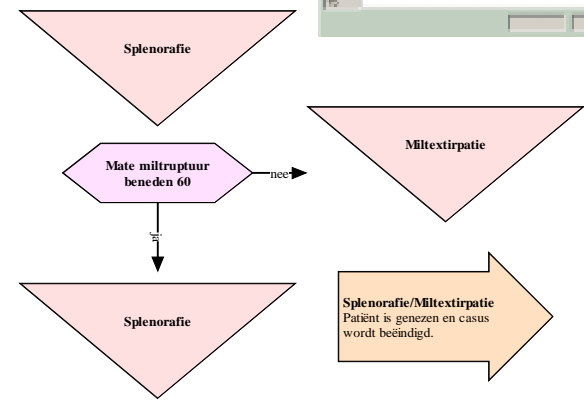 Splenorafie
Miltextirpatie
Mate miltruptuur
beneden 60
nee
ja
Splenorafie
Splenorafie/Miltextirpatie
Patiënt is genezen en casus
wordt beëindigd.